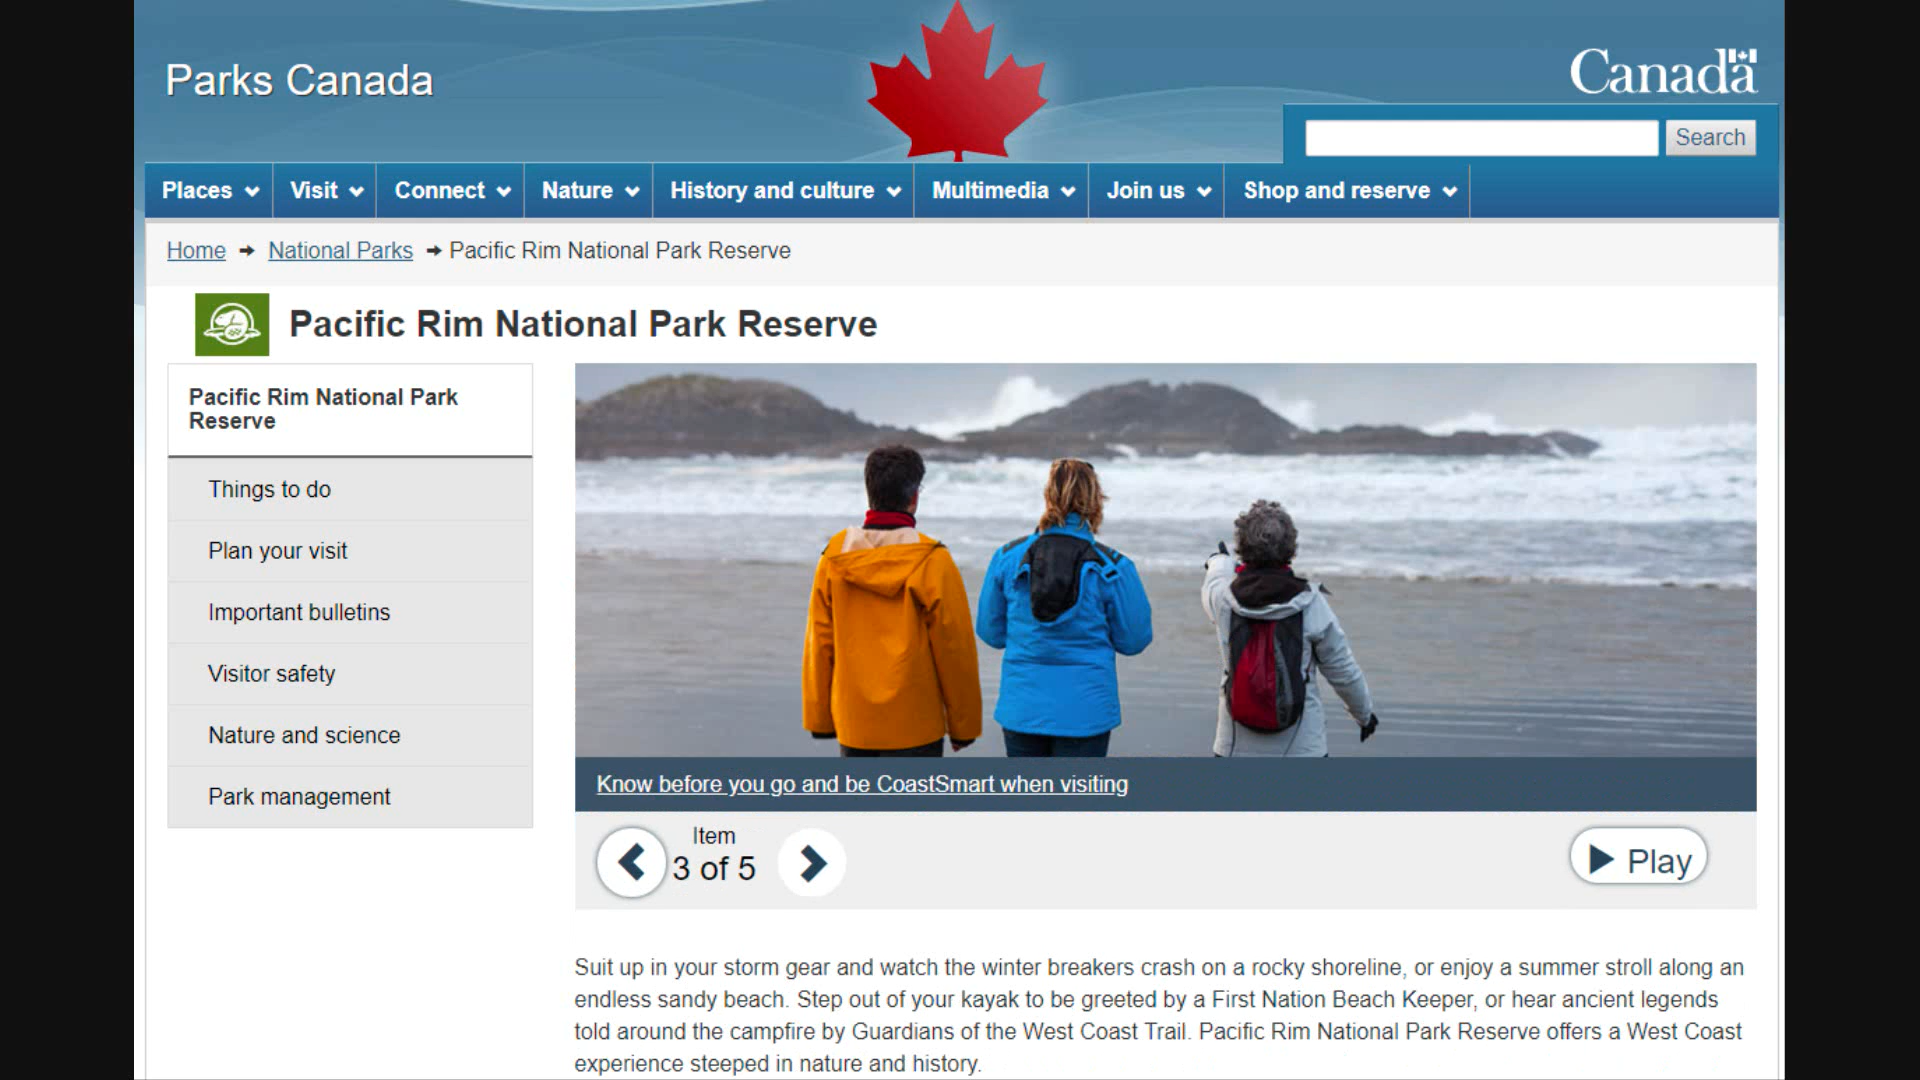 Parks Canada
Canada
Search
Places
Visit
Connect
Nature
History and culture
Multimedia
Join us
Shop and reserve
Home → National Parks → Pacific Rim National Park Reserve
Pacific Rim National Park Reserve
Pacific Rim National Park
Reserve
Things to do
Plan your visit
Important bulletins
Visitor safety
Nature and science
Park management
Know before you go and be CoastSmart when visiting
Item
3 of 5
Play
Suit up in your storm gear and watch the winter breakers crash on a rocky shoreline, or enjoy a summer stroll along an
endless sandy beach. Step out of your kayak to be greeted by a First Nation Beach Keeper, or hear ancient legends
told around the campfire by Guardians of the West Coast Trail. Pacific Rim National Park Reserve offers a West Coast
experience steeped in nature and history.